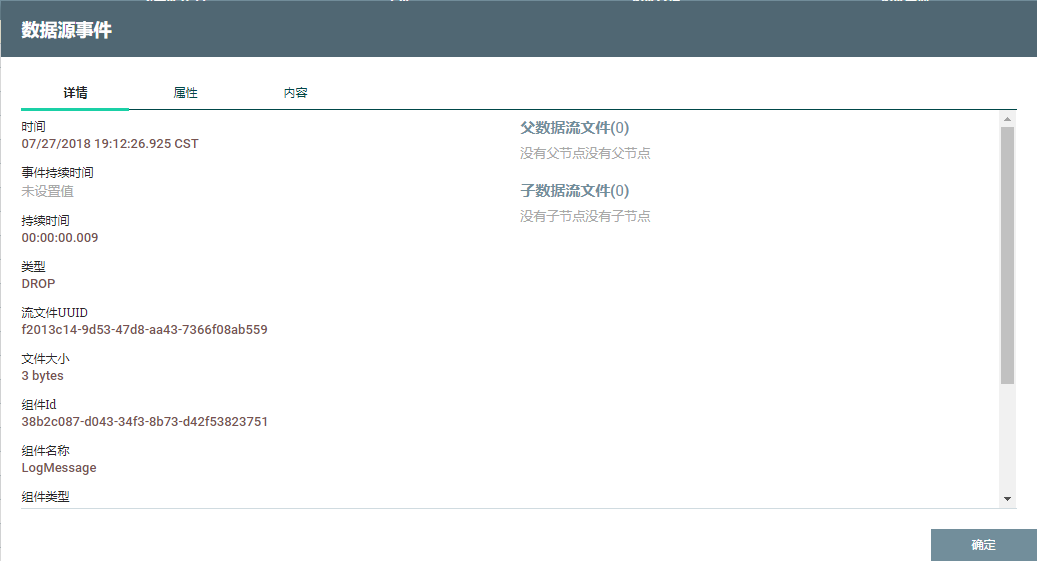 数据源事件
详情
属性
内容
时间
07/27/2018 19:12:26.925 CST
事件持续时间
未设置值
持续时间
00:00:00.009
类型
DROP
流文件UUID
f2013c14-9d53-47d8-aa43-7366f08ab559
文件大小
3 bytes
组件Id
38b2c087-d043-34f3-8b73-d42f53823751
组件名称
LogMessage
组件类型
父数据流文件(0)
没有父节点没有父节点
子数据流文件(0)
没有子节点没有子节点
确定